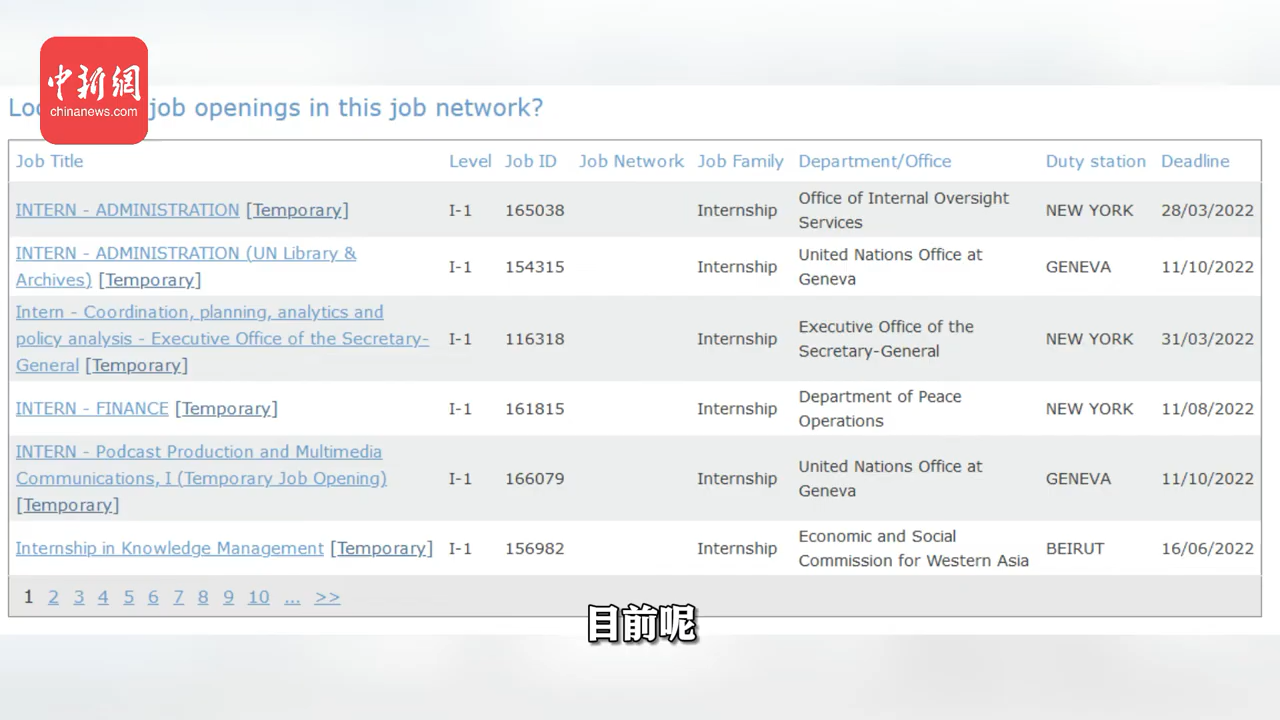 中新網
chinanews.com
job openings in this job network?
Job Title Level Job ID Job Network Job Family Department/Office Duty station Deadline
INTERN - ADMINISTRATION [Temporary] I-1 165038 Internship Office of Internal Oversight Services NEW YORK 28/03/2022
INTERN - ADMINISTRATION (UN Library & Archives) [Temporary] I-1 154315 Internship United Nations Office at Geneva GENEVA 11/10/2022
Intern - Coordination, planning, analytics and policy analysis - Executive Office of the Secretary-General [Temporary] I-1 116318 Internship Executive Office of the Secretary-General NEW YORK 31/03/2022
INTERN - FINANCE [Temporary] I-1 161815 Internship Department of Peace Operations NEW YORK 11/08/2022
INTERN - Podcast Production and Multimedia Communications, I (Temporary Job Opening) [Temporary] I-1 166079 Internship United Nations Office at Geneva GENEVA 11/10/2022
Internship in Knowledge Management [Temporary] I-1 156982 Internship Economic and Social Commission for Western Asia BEIRUT 16/06/2022
1 2 3 4 5 6 7 8 9 10 ... >>
目前呢